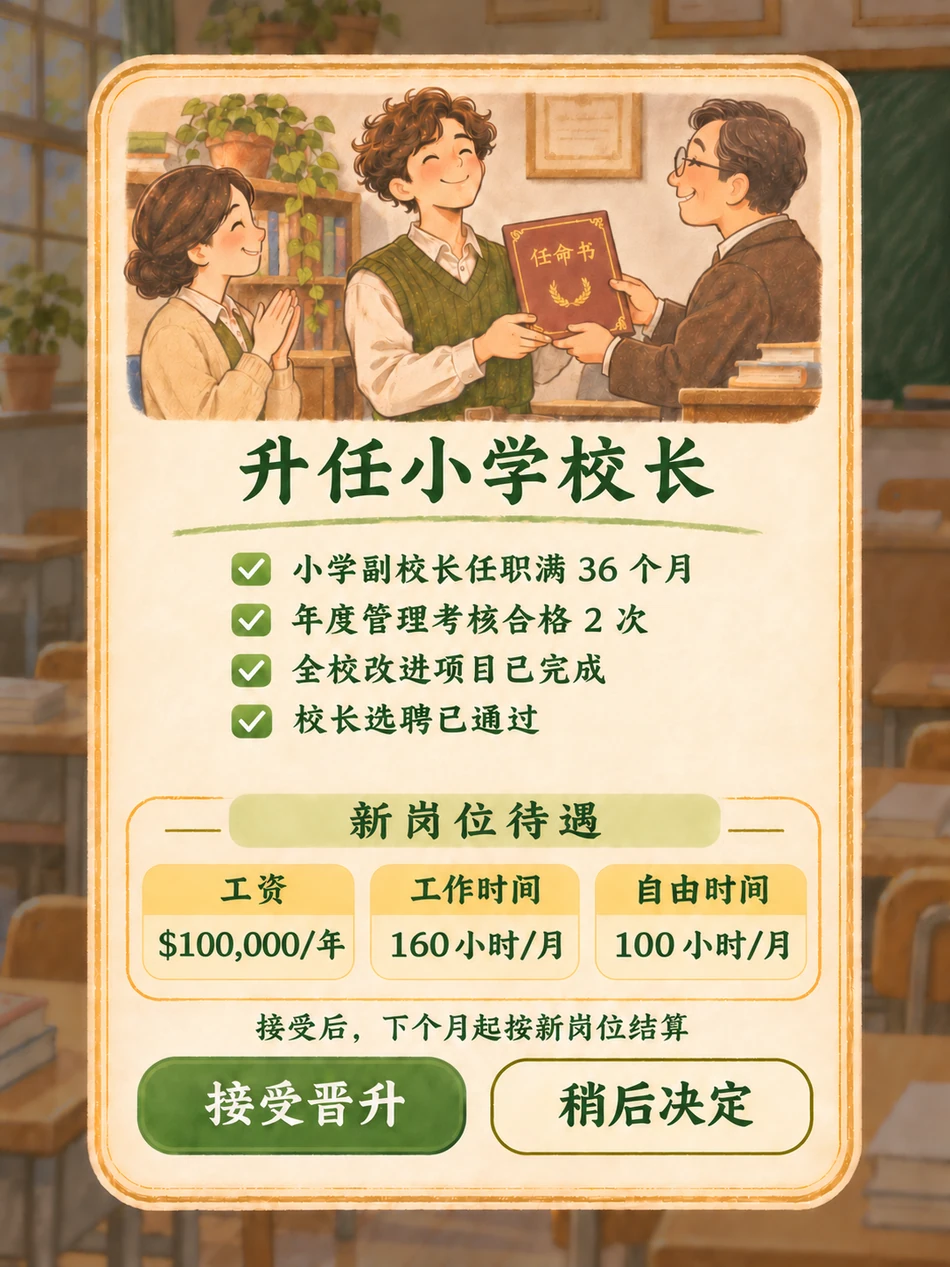 任命书
升任小学校长
小学副校长任职满 36 个月
年度管理考核合格 2 次
全校改进项目已完成
校长选聘已通过
新岗位待遇
工资
$100,000/年
工作时间
160 小时/月
自由时间
100 小时/月
接受后，下个月起按新岗位结算
接受晋升
稍后决定